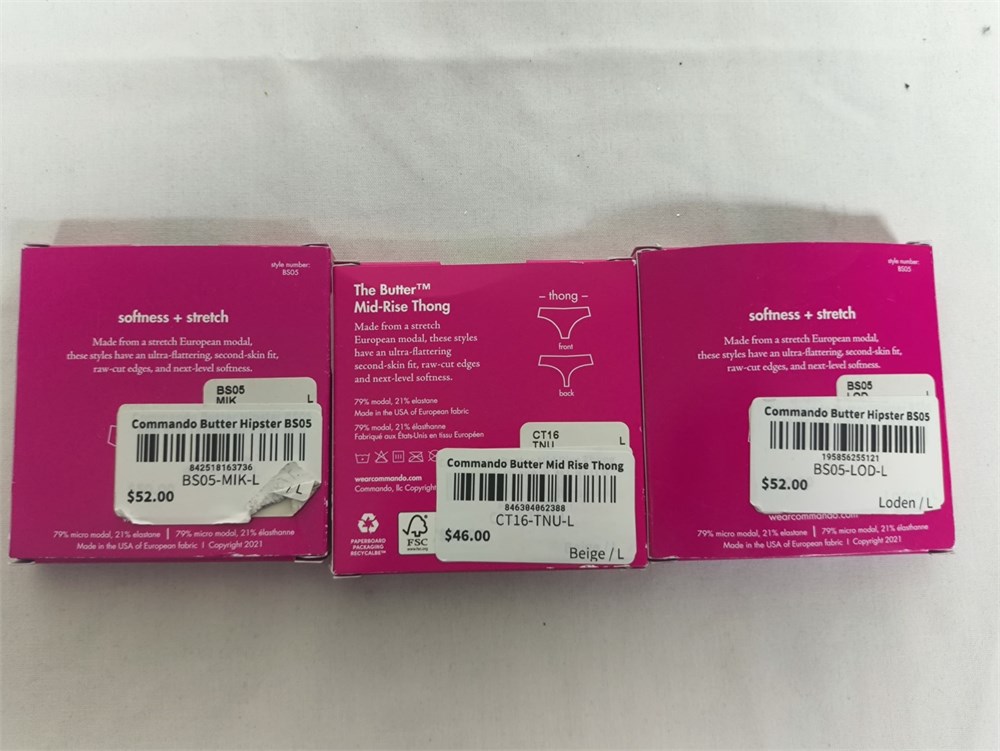 style number:
BS05
softness + stretch
Made from a stretch European modal,
these styles have an ultra-flattering, second-skin fit,
raw-cut edges, and next-level softness.
BS05
MIK
L
Commando Butter Hipster BS05
842518163736
BS05-MIK-L
$52.00
/ L
79% micro modal, 21% elastane | 79% micro modal, 21% élasthanne
Made in the USA of European fabric | Copyright 2021
The Butter™
Mid-Rise Thong
Made from a stretch
European modal, these styles
have an ultra-flattering
second-skin fit, raw-cut edges
and next-level softness.
79% modal, 21% elastane
Made in the USA of European fabric
79% modal, 21% élasthanne
Fabriqué aux États-Unis en tissu Européen
wearcommando.com
Commando, llc Copyright
– thong –
front
back
PAPERBOARD
PACKAGING
RECYCALBE™
FSC
www.fsc.org
CT16
TNU
L
Commando Butter Mid Rise Thong
846304062388
CT16-TNU-L
$46.00
Beige / L
style number:
BS05
softness + stretch
Made from a stretch European modal,
these styles have an ultra-flattering, second-skin fit,
raw-cut edges, and next-level softness.
BS05
LOD
L
Commando Butter Hipster BS05
195856255121
BS05-LOD-L
$52.00
Loden / L
wearcommando.com
79% micro modal, 21% elastane | 79% micro modal, 21% élasthanne
Made in the USA of European fabric | Copyright 2021